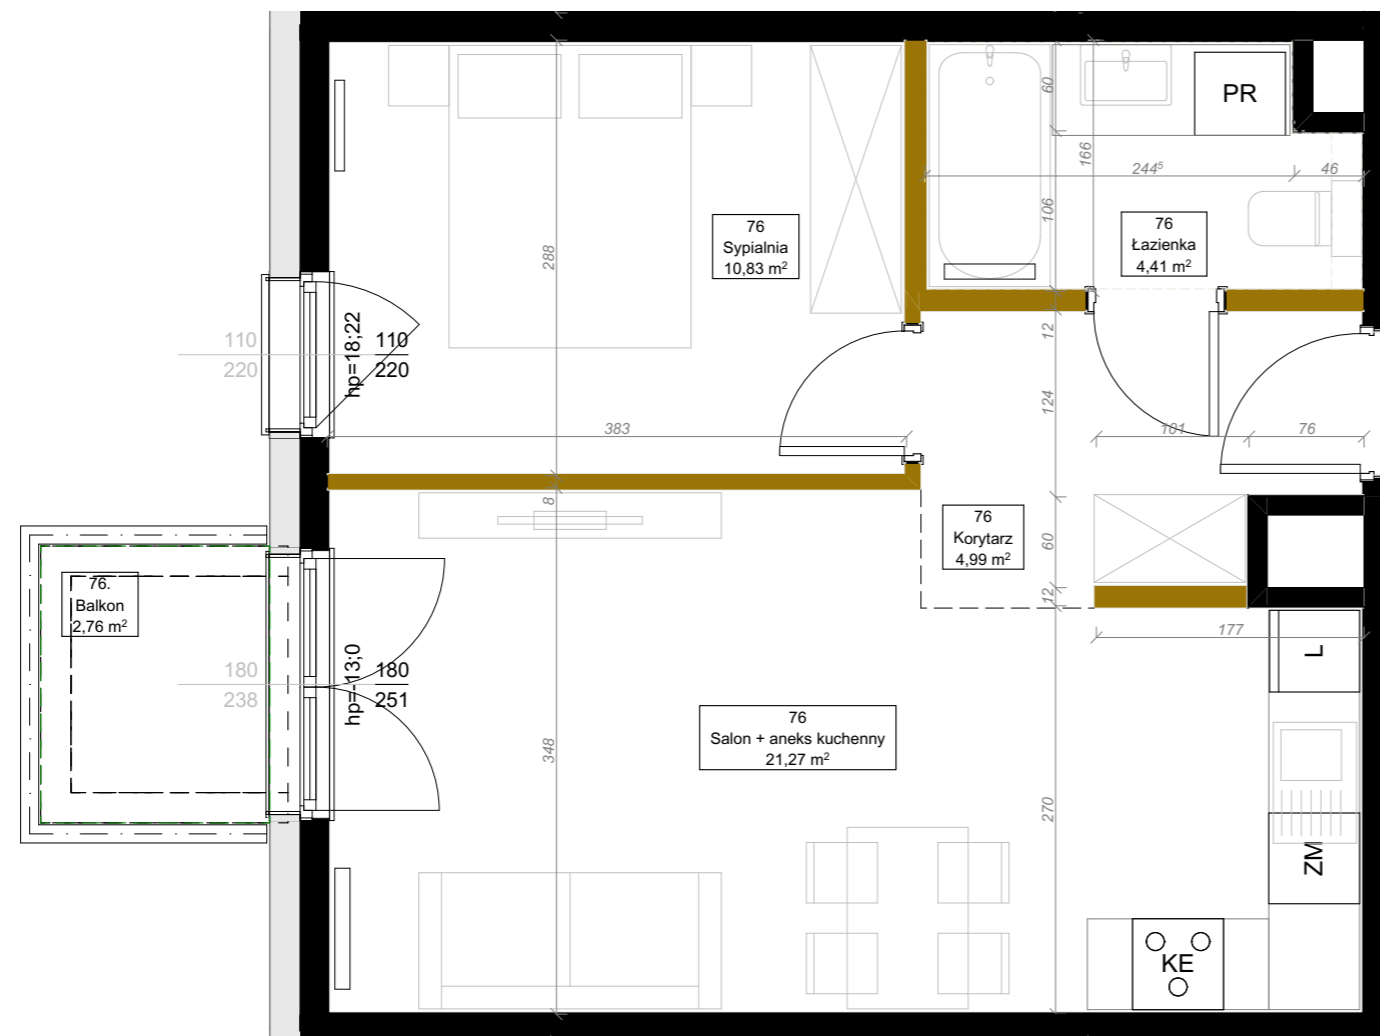 PR
60
166
244⁵
46
106
76
Sypialnia
10,83 m²
76
Łazienka
4,41 m²
288
110
220
hp=18;22
110
220
12
124
383
101
76
8
76
Korytarz
4,99 m²
60
12
76.
Balkon
2,76 m²
177
L
180
238
hp=-13;0
180
251
76
Salon + aneks kuchenny
21,27 m²
348
270
ZM
KE